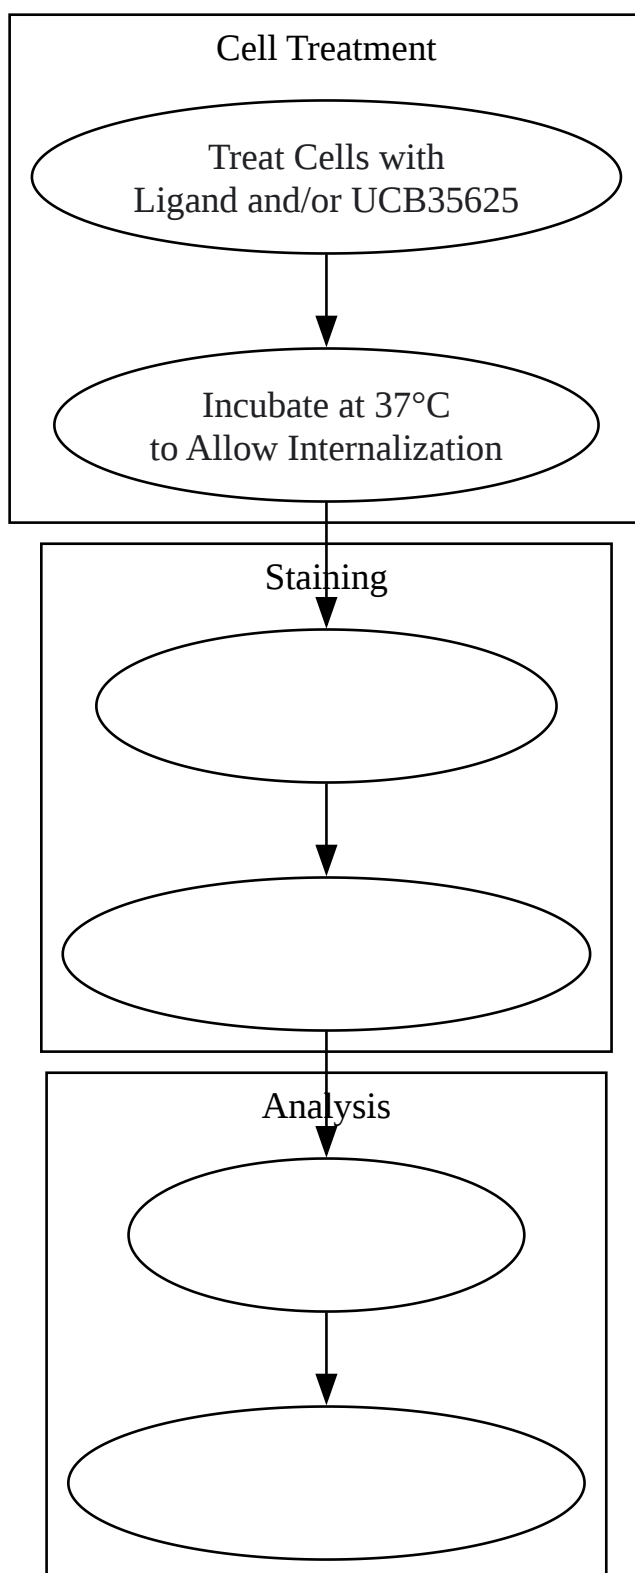 Cell Treatment
Treat Cells with
Ligand and/or UCB35625
Incubate at 37°C
to Allow Internalization
Staining
Analysis